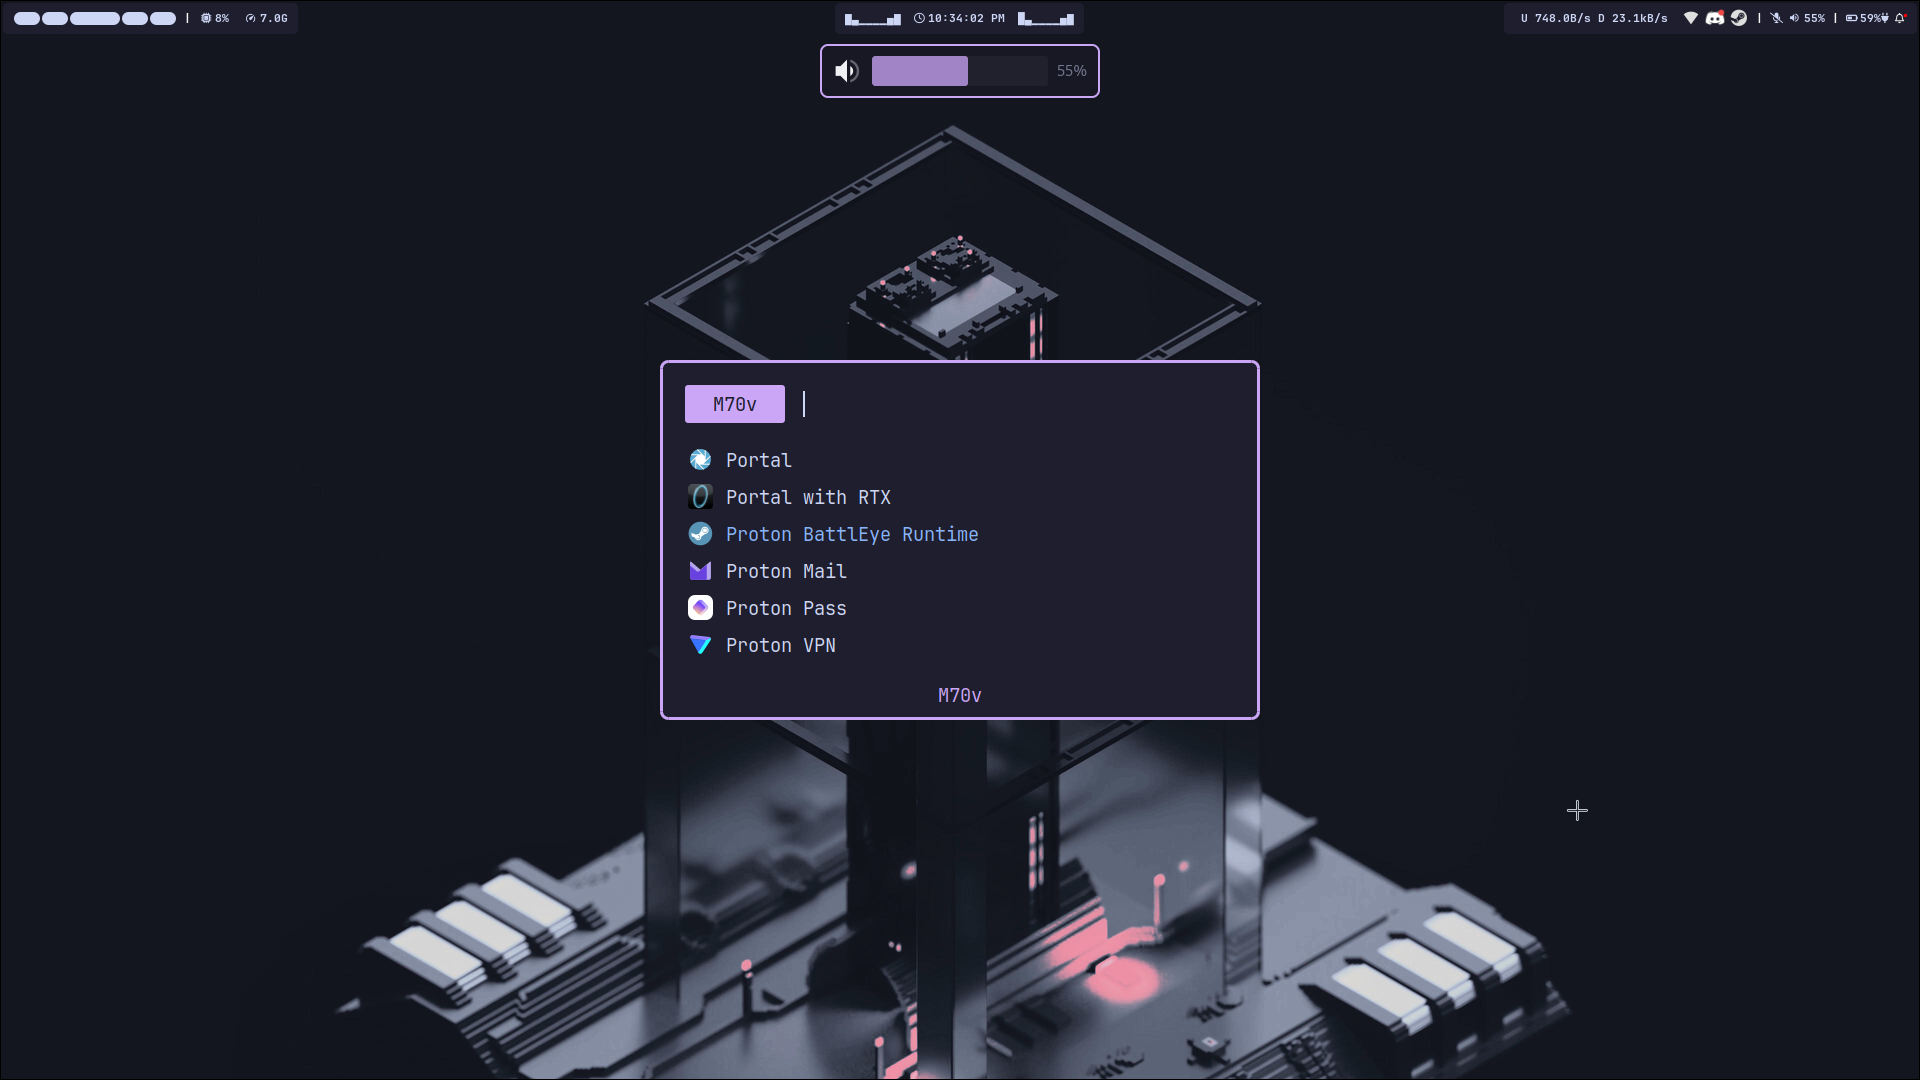 8% 7.0G
10:34:02 PM
U 748.0B/s D 23.1kB/s 55% 59%
55%
M70v
Portal
Portal with RTX
Proton BattlEye Runtime
Proton Mail
Proton Pass
Proton VPN
M70v